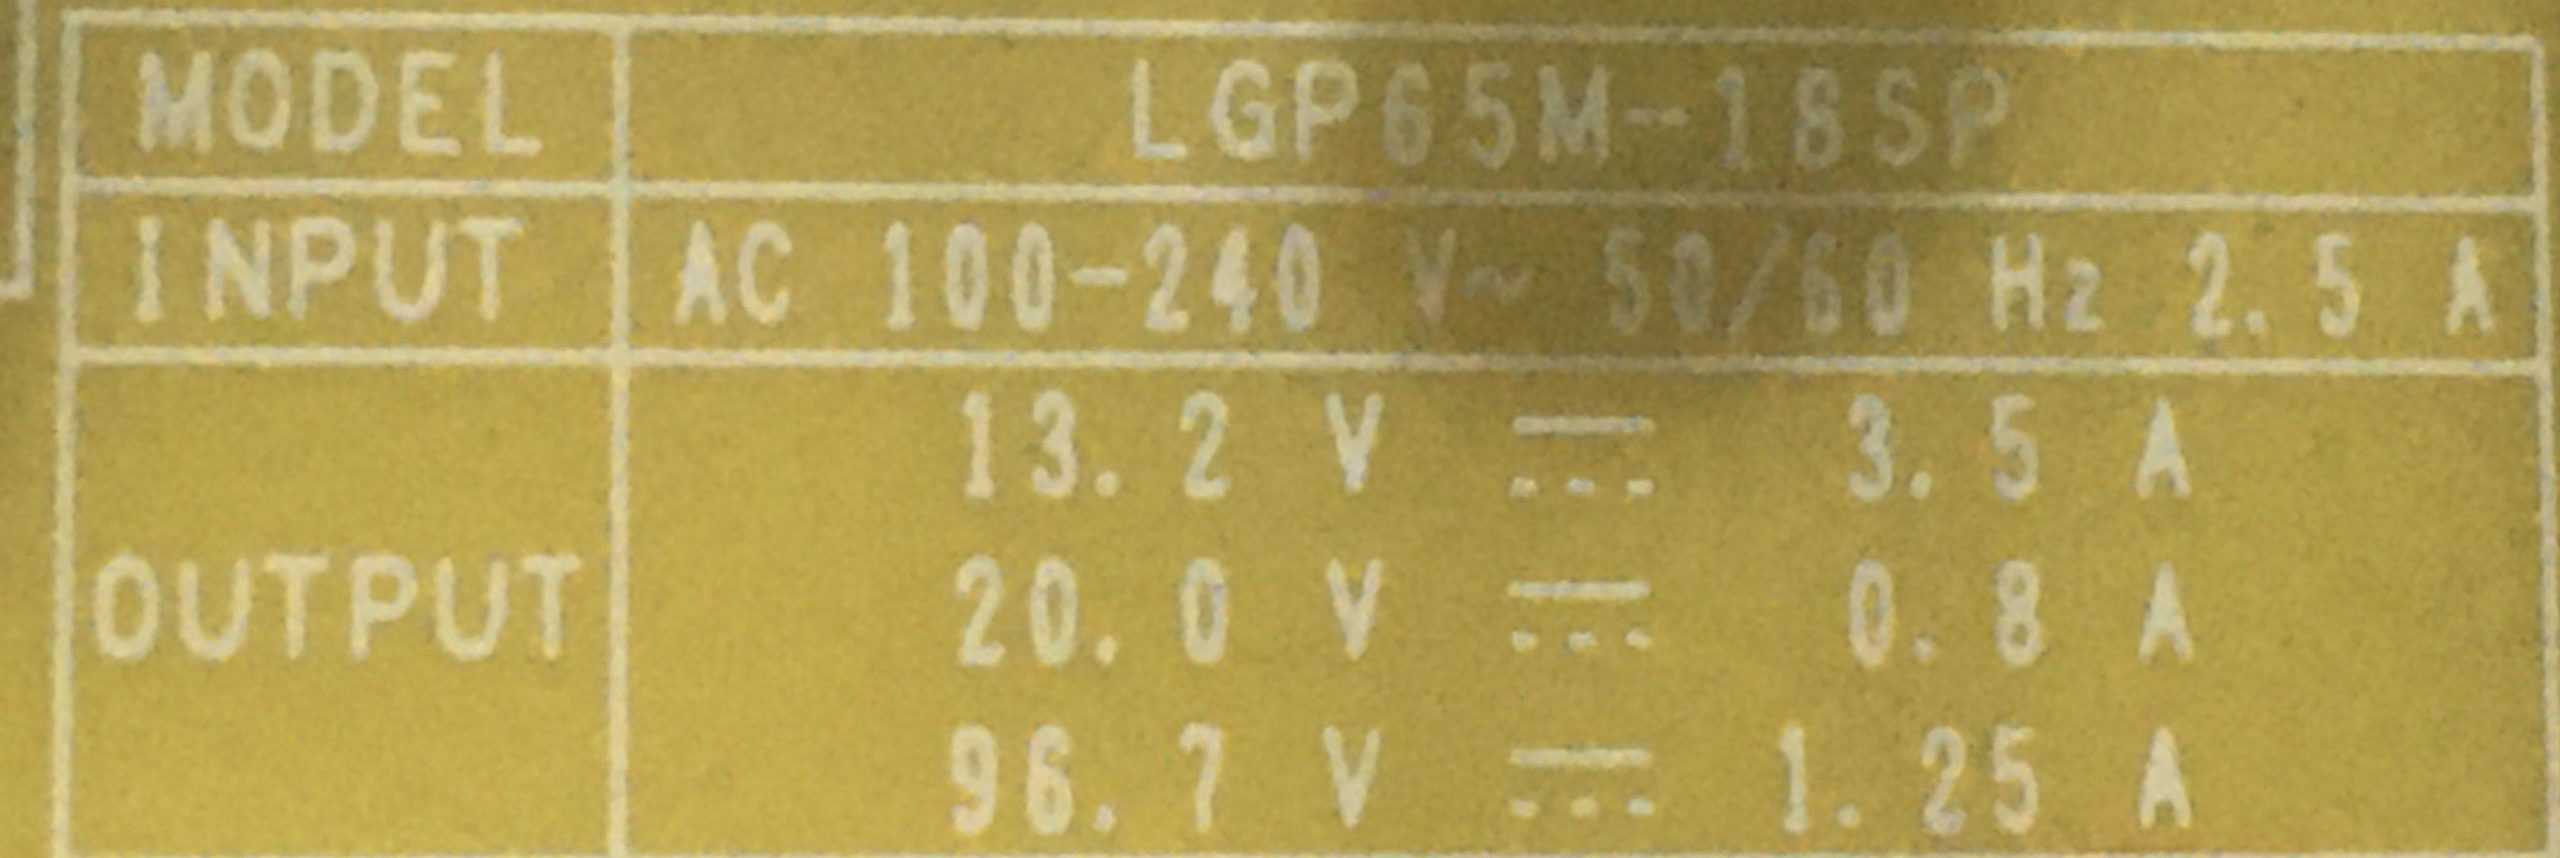 MODEL LGP65M-18SP
INPUT AC 100-240 V~ 50/60 Hz 2.5 A
13.2 V ⎓ 3.5 A
OUTPUT 20.0 V ⎓ 0.8 A
96.7 V ⎓ 1.25 A